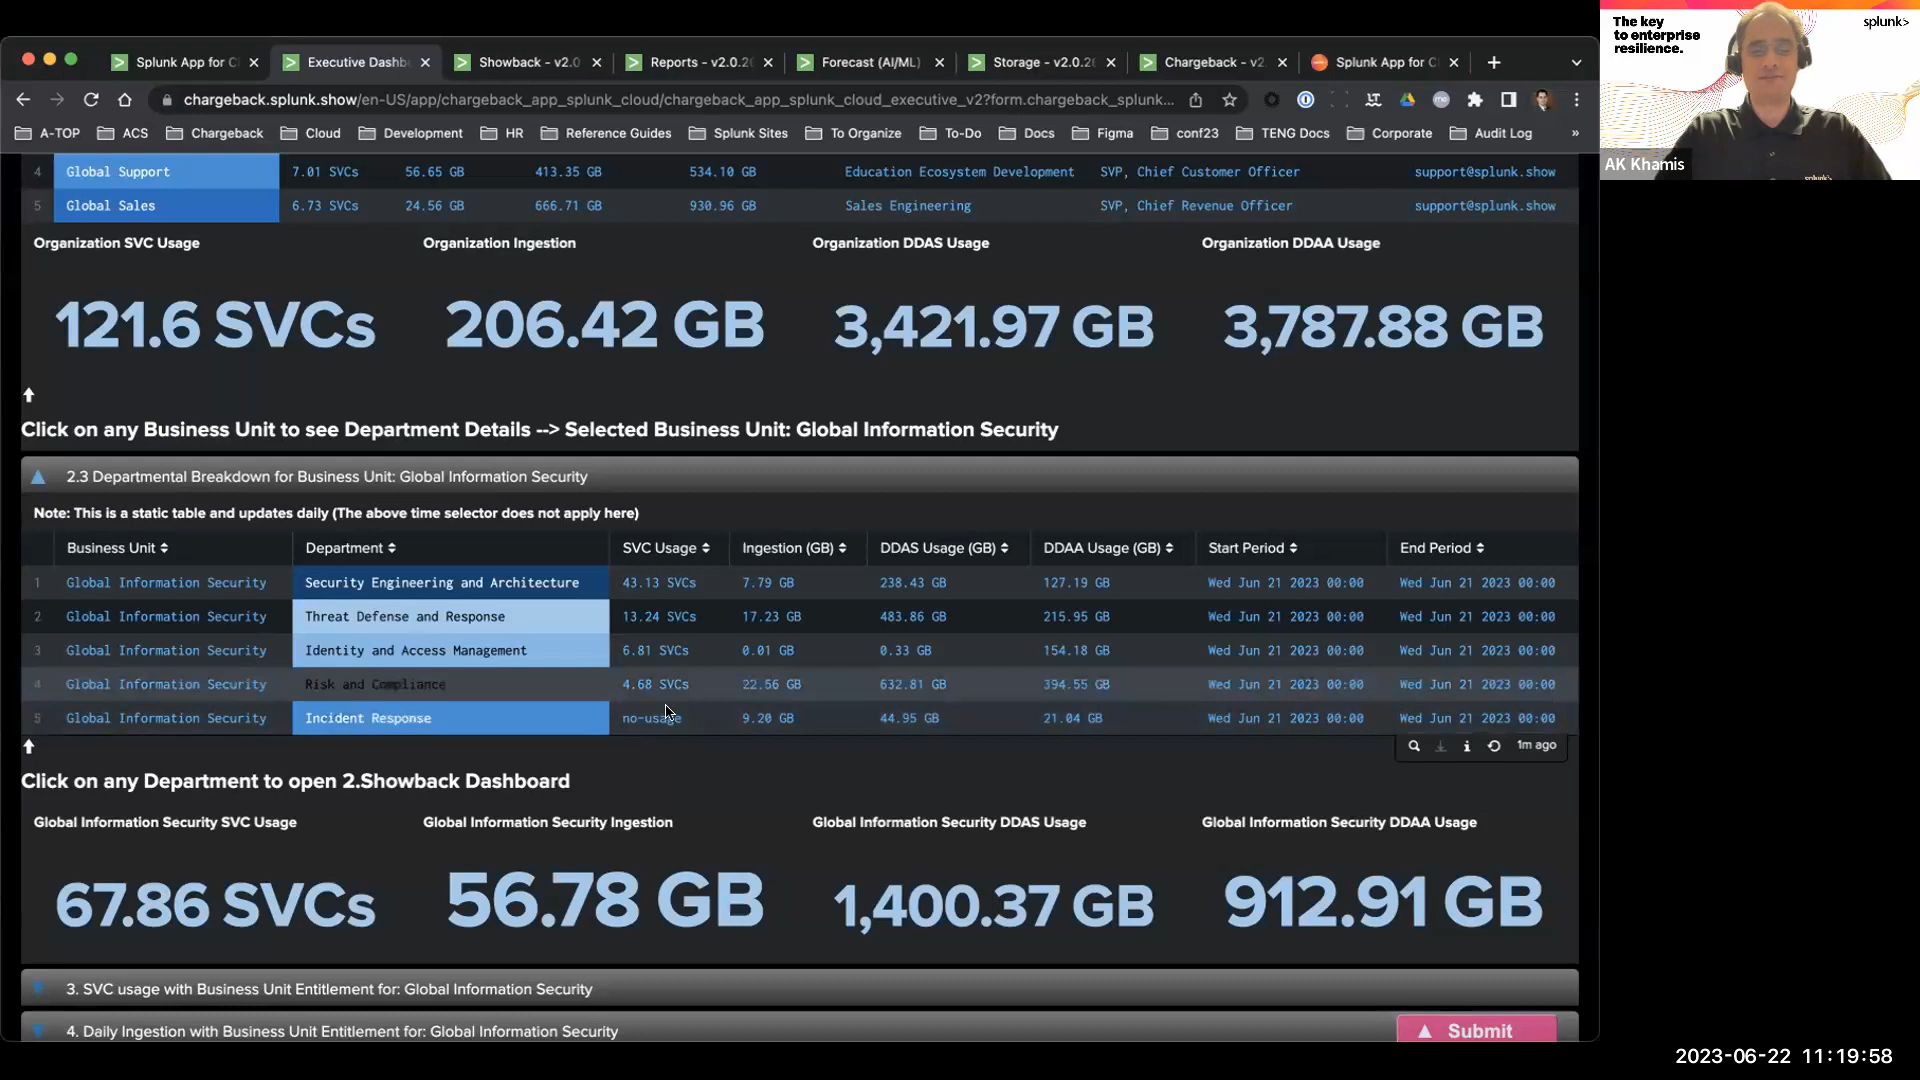 Splunk App for C
Executive Dashb
Showback - v2.0
Reports - v2.0.2
Forecast (AI/ML)
Storage - v2.0.2
Chargeback - v2
Splunk App for C
chargeback.splunk.show/en-US/app/chargeback_app_splunk_cloud/chargeback_app_splunk_cloud_executive_v2?form.chargeback_splunk...
A-TOP
ACS
Chargeback
Cloud
Development
HR
Reference Guides
Splunk Sites
To Organize
To-Do
Docs
Figma
conf23
TENG Docs
Corporate
Audit Log
»
4 Global Support 7.01 SVCs 56.65 GB 413.35 GB 534.10 GB Education Ecosystem Development SVP, Chief Customer Officer support@splunk.show
5 Global Sales 6.73 SVCs 24.56 GB 666.71 GB 930.96 GB Sales Engineering SVP, Chief Revenue Officer support@splunk.show
Organization SVC Usage Organization Ingestion Organization DDAS Usage Organization DDAA Usage
121.6 SVCs 206.42 GB 3,421.97 GB 3,787.88 GB
Click on any Business Unit to see Department Details --> Selected Business Unit: Global Information Security
2.3 Departmental Breakdown for Business Unit: Global Information Security
Note: This is a static table and updates daily (The above time selector does not apply here)
Business Unit Department SVC Usage Ingestion (GB) DDAS Usage (GB) DDAA Usage (GB) Start Period End Period
1 Global Information Security Security Engineering and Architecture 43.13 SVCs 7.79 GB 238.43 GB 127.19 GB Wed Jun 21 2023 00:00 Wed Jun 21 2023 00:00
2 Global Information Security Threat Defense and Response 13.24 SVCs 17.23 GB 483.86 GB 215.95 GB Wed Jun 21 2023 00:00 Wed Jun 21 2023 00:00
3 Global Information Security Identity and Access Management 6.81 SVCs 0.01 GB 0.33 GB 154.18 GB Wed Jun 21 2023 00:00 Wed Jun 21 2023 00:00
4 Global Information Security Risk and Compliance 4.68 SVCs 22.56 GB 632.81 GB 394.55 GB Wed Jun 21 2023 00:00 Wed Jun 21 2023 00:00
5 Global Information Security Incident Response no-usage 9.20 GB 44.95 GB 21.04 GB Wed Jun 21 2023 00:00 Wed Jun 21 2023 00:00
1m ago
Click on any Department to open 2.Showback Dashboard
Global Information Security SVC Usage Global Information Security Ingestion Global Information Security DDAS Usage Global Information Security DDAA Usage
67.86 SVCs 56.78 GB 1,400.37 GB 912.91 GB
3. SVC usage with Business Unit Entitlement for: Global Information Security
4. Daily Ingestion with Business Unit Entitlement for: Global Information Security
Submit
The key
to enterprise
resilience.
splunk>
AK Khamis
splunk>
2023-06-22 11:19:58